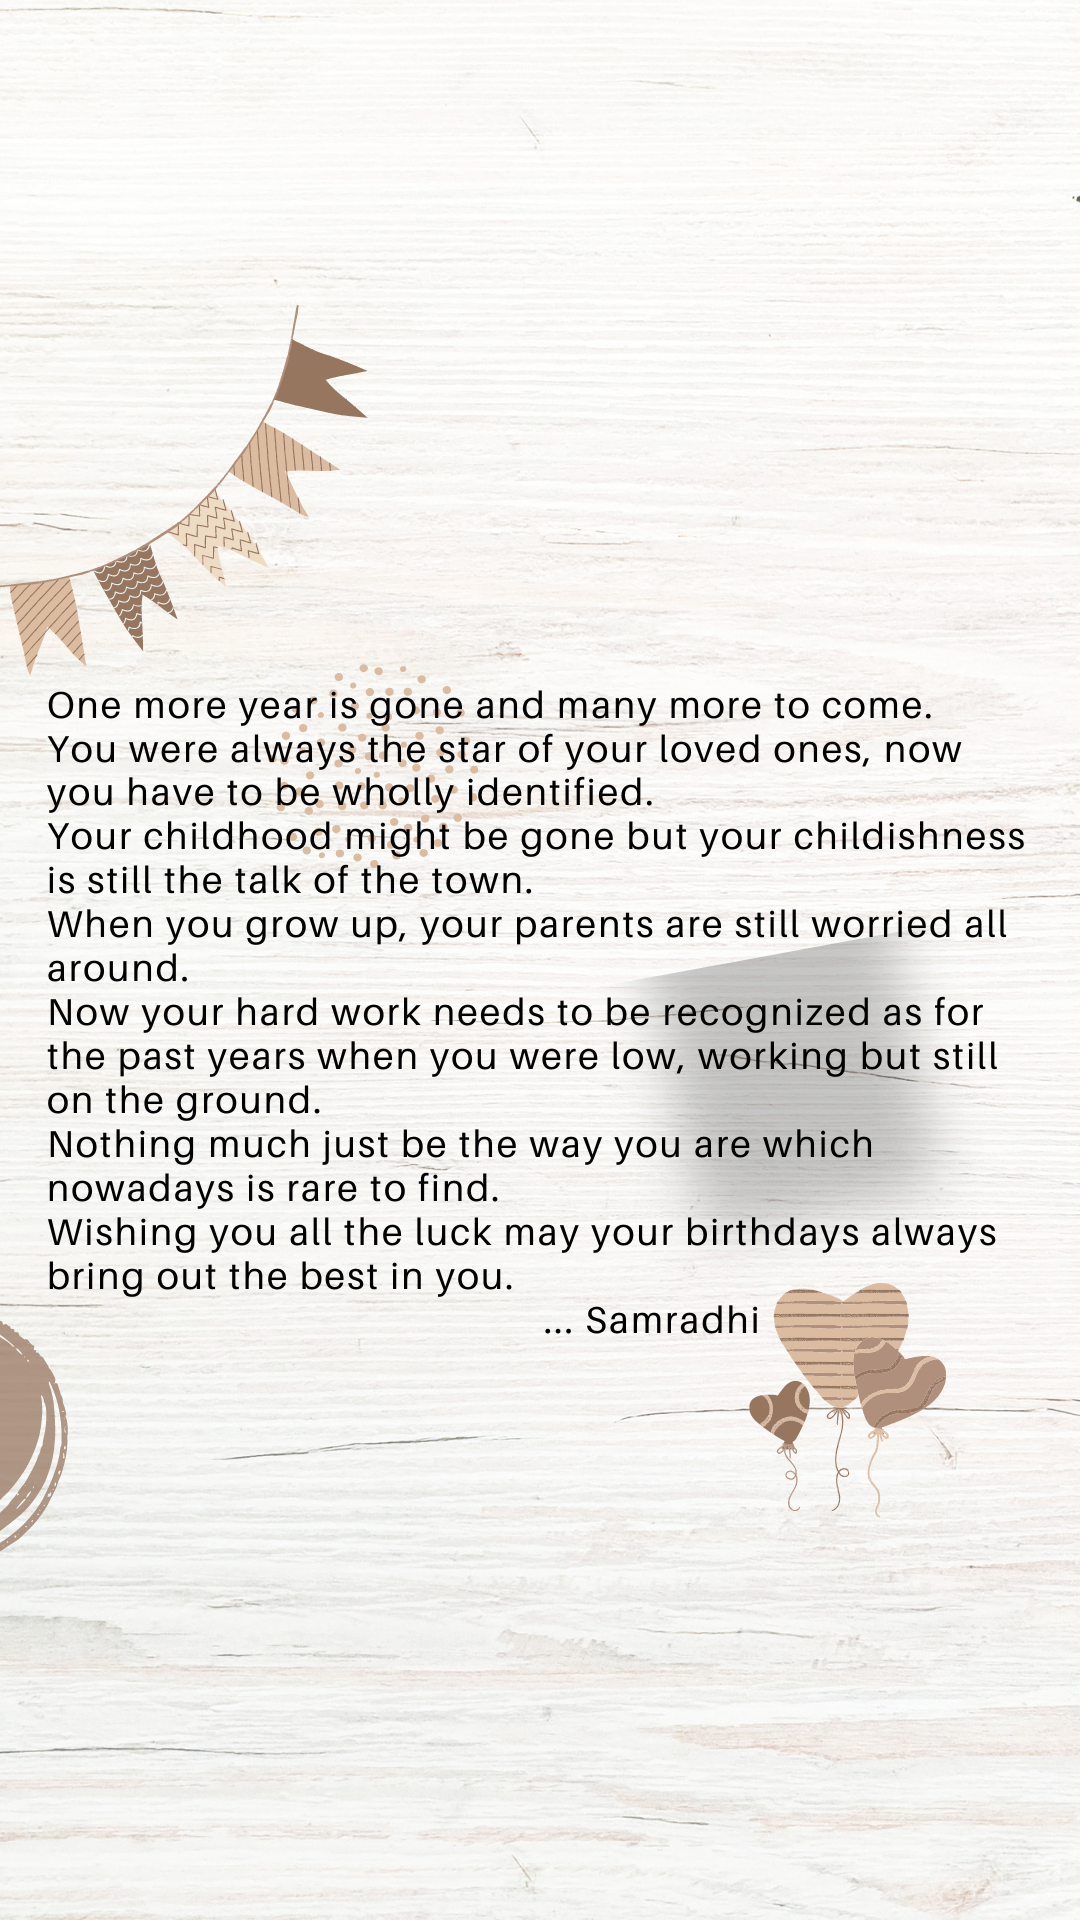 One more year is gone and many more to come.
You were always the star of your loved ones, now
you have to be wholly identified.
Your childhood might be gone but your childishness
is still the talk of the town.
When you grow up, your parents are still worried all
around.
Now your hard work needs to be recognized as for
the past years when you were low, working but still
on the ground.
Nothing much just be the way you are which
nowadays is rare to find.
Wishing you all the luck may your birthdays always
bring out the best in you.
... Samradhi